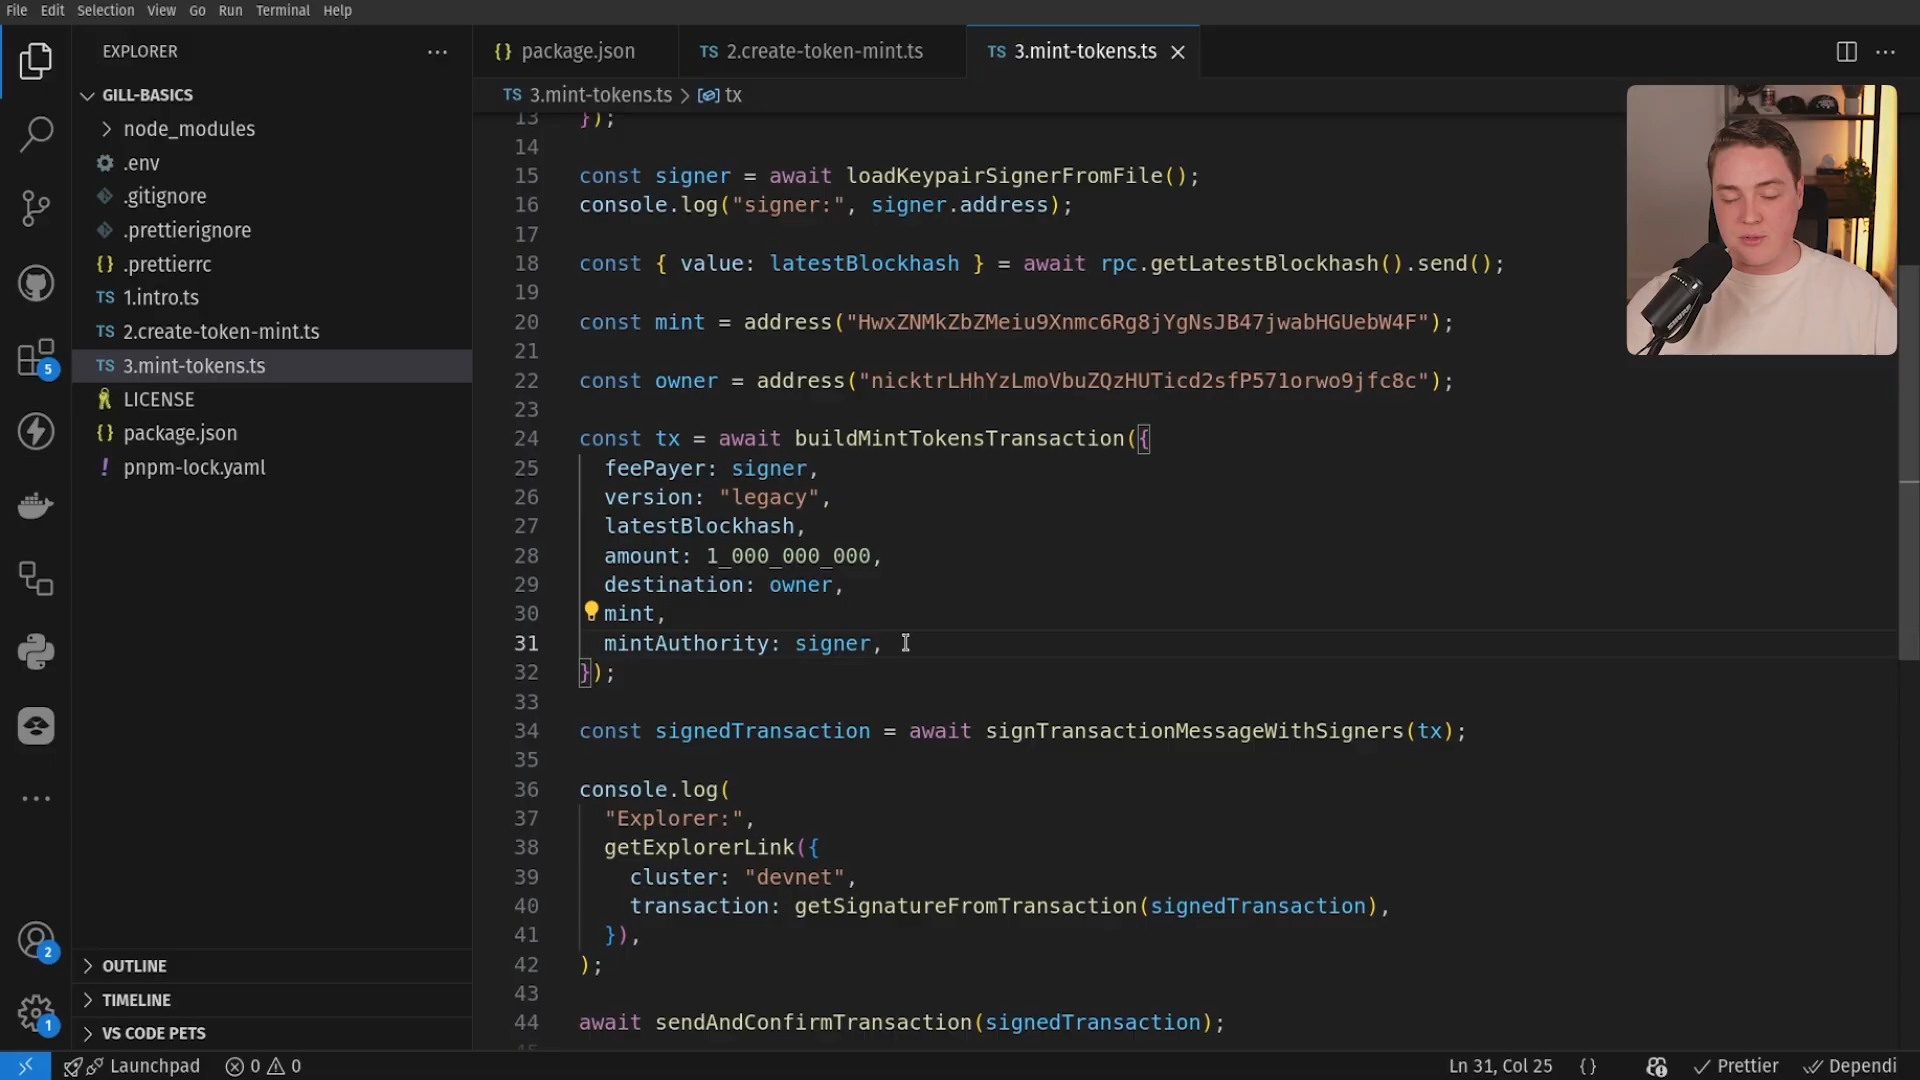 File Edit Selection View Go Run Terminal Help
EXPLORER
GILL-BASICS
node_modules
.env
.gitignore
.prettierignore
{} .prettierrc
TS 1.intro.ts
TS 2.create-token-mint.ts
TS 3.mint-tokens.ts
LICENSE
{} package.json
! pnpm-lock.yaml
OUTLINE
TIMELINE
VS CODE PETS
5
2
1
{} package.json
TS 2.create-token-mint.ts
TS 3.mint-tokens.ts
TS 3.mint-tokens.ts > tx
13 });
14
15 const signer = await loadKeypairSignerFromFile();
16 console.log("signer:", signer.address);
17
18 const { value: latestBlockhash } = await rpc.getLatestBlockhash().send();
19
20 const mint = address("HwxZNMkZbZMeiu9Xnmc6Rg8jYgNsJB47jwabHGUebW4F");
21
22 const owner = address("nicktrLHhYzLmoVbuZQzHUTicd2sfP571orwo9jfc8c");
23
24 const tx = await buildMintTokensTransaction({
25 feePayer: signer,
26 version: "legacy",
27 latestBlockhash,
28 amount: 1_000_000_000,
29 destination: owner,
30 mint,
31 mintAuthority: signer,
32 });
33
34 const signedTransaction = await signTransactionMessageWithSigners(tx);
35
36 console.log(
37 "Explorer:",
38 getExplorerLink({
39 cluster: "devnet",
40 transaction: getSignatureFromTransaction(signedTransaction),
41 }),
42 );
43
44 await sendAndConfirmTransaction(signedTransaction);
Launchpad 0 0
Ln 31, Col 25 {} Prettier Dependi